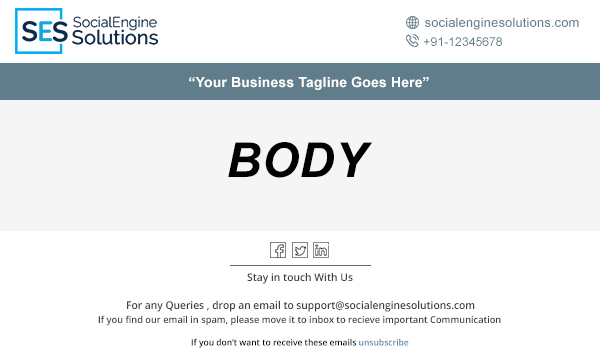 SES SocialEngine
Solutions
socialenginesolutions.com
+91-12345678
“Your Business Tagline Goes Here”
BODY
Stay in touch With Us
For any Queries , drop an email to support@socialenginesolutions.com
If you find our email in spam, please move it to inbox to recieve important Communication
If you don’t want to receive these emails unsubscribe